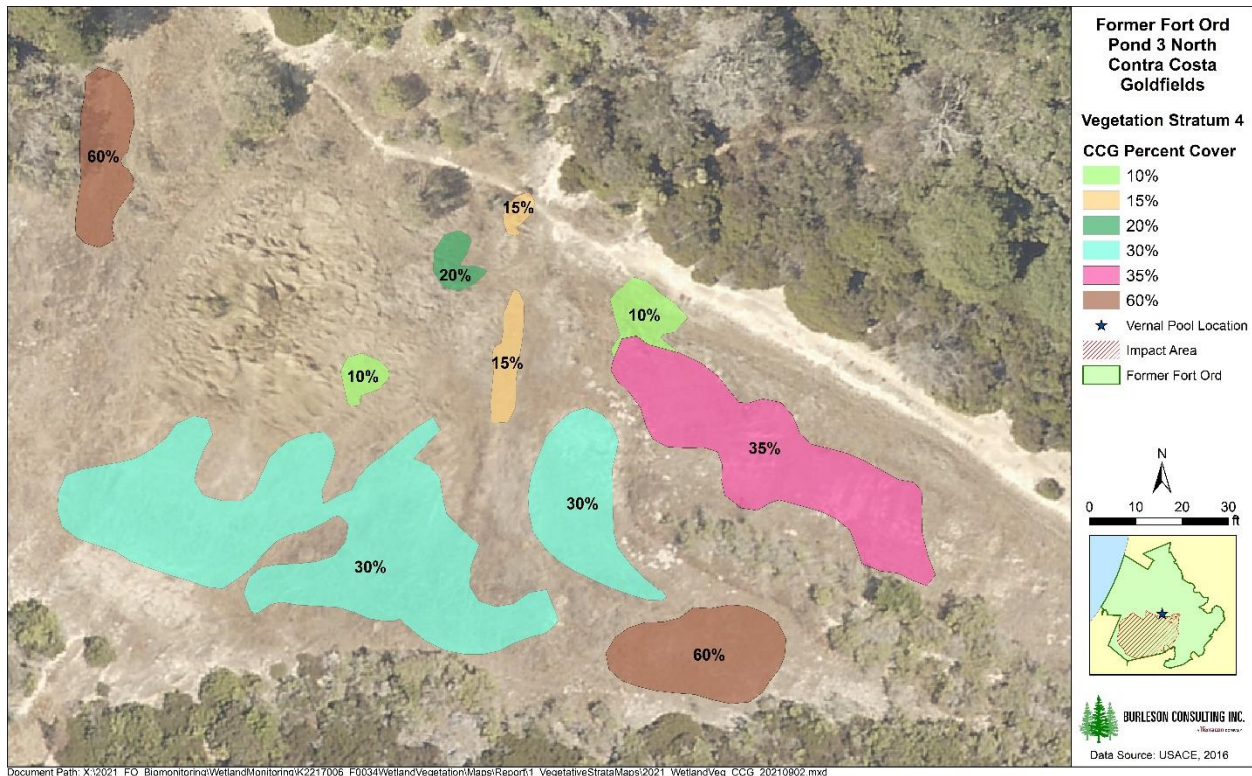 Former Fort Ord
Pond 3 North
Contra Costa
Goldfields
Vegetation Stratum 4
CCG Percent Cover
10%
15%
20%
30%
35%
60%
Vernal Pool Location
Impact Area
Former Fort Ord
N
0 10 20 30
ft
BURLESON CONSULTING INC.
Data Source: USACE, 2016
60%
15%
20%
10%
15%
10%
35%
30%
30%
60%
Document Path: X:\2021_FO_Biomonitoring\WetlandMonitoring\K2217006_F0034WetlandVegetation\Maps\Report\1_VegetativeStrataMaps\2021_WetlandVeg_CCG_20210902.mxd